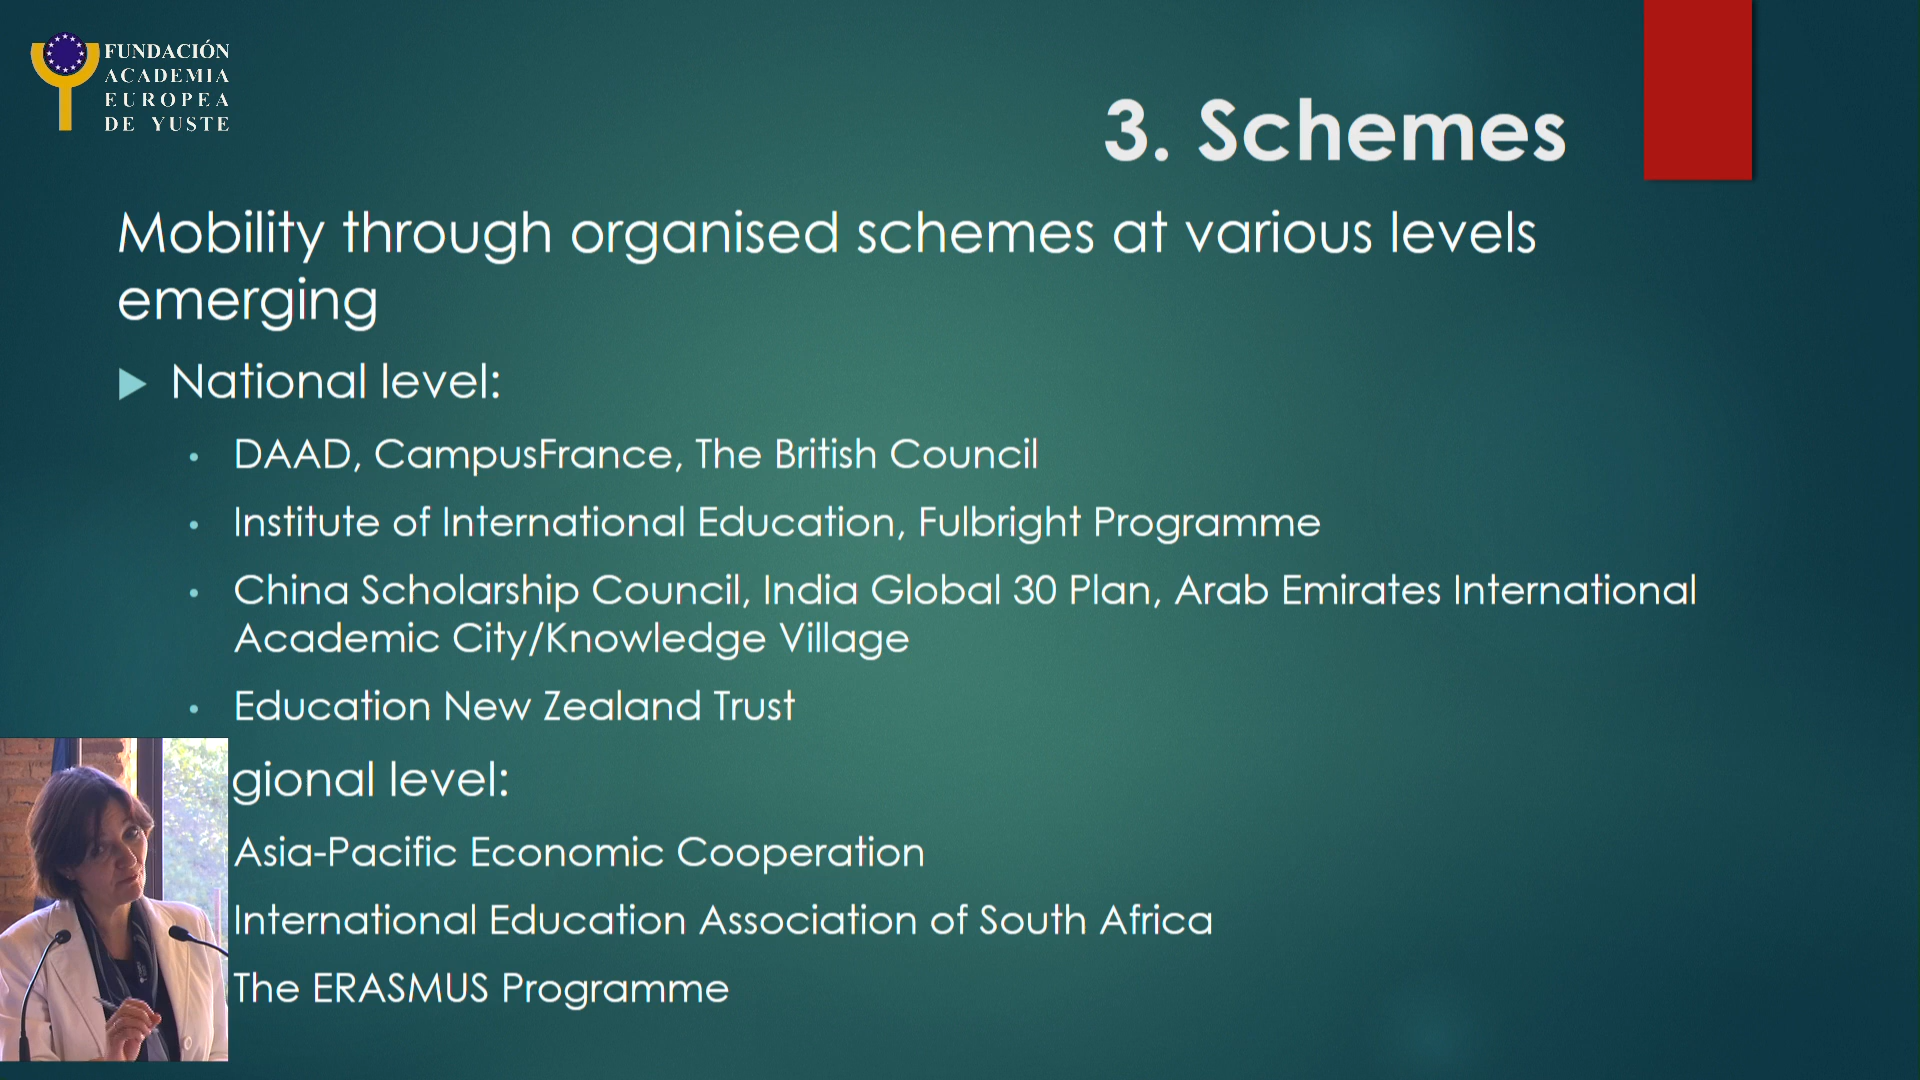 FUNDACIÓN
ACADEMIA
EUROPEA
DE YUSTE
3. Schemes
Mobility through organised schemes at various levels
emerging
National level:
DAAD, CampusFrance, The British Council
Institute of International Education, Fulbright Programme
China Scholarship Council, India Global 30 Plan, Arab Emirates International
Academic City/Knowledge Village
Education New Zealand Trust
gional level:
Asia-Pacific Economic Cooperation
International Education Association of South Africa
The ERASMUS Programme